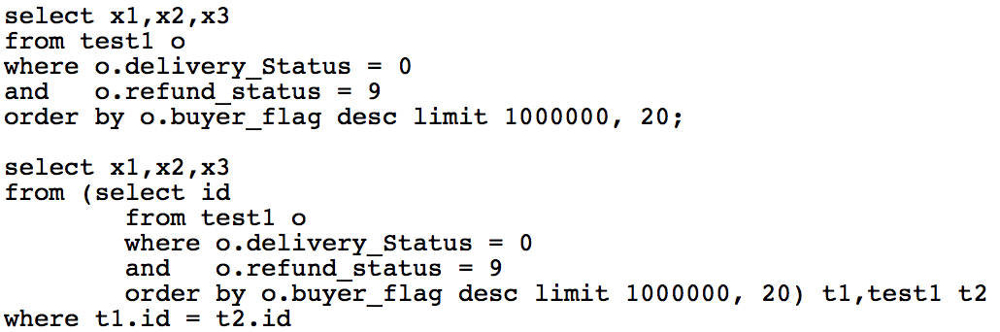 select x1,x2,x3
from test1 o
where o.delivery_Status = 0
and   o.refund_status = 9
order by o.buyer_flag desc limit 1000000, 20;

select x1,x2,x3
from (select id
        from test1 o
        where o.delivery_Status = 0
        and   o.refund_status = 9
        order by o.buyer_flag desc limit 1000000, 20) t1,test1 t2
where t1.id = t2.id